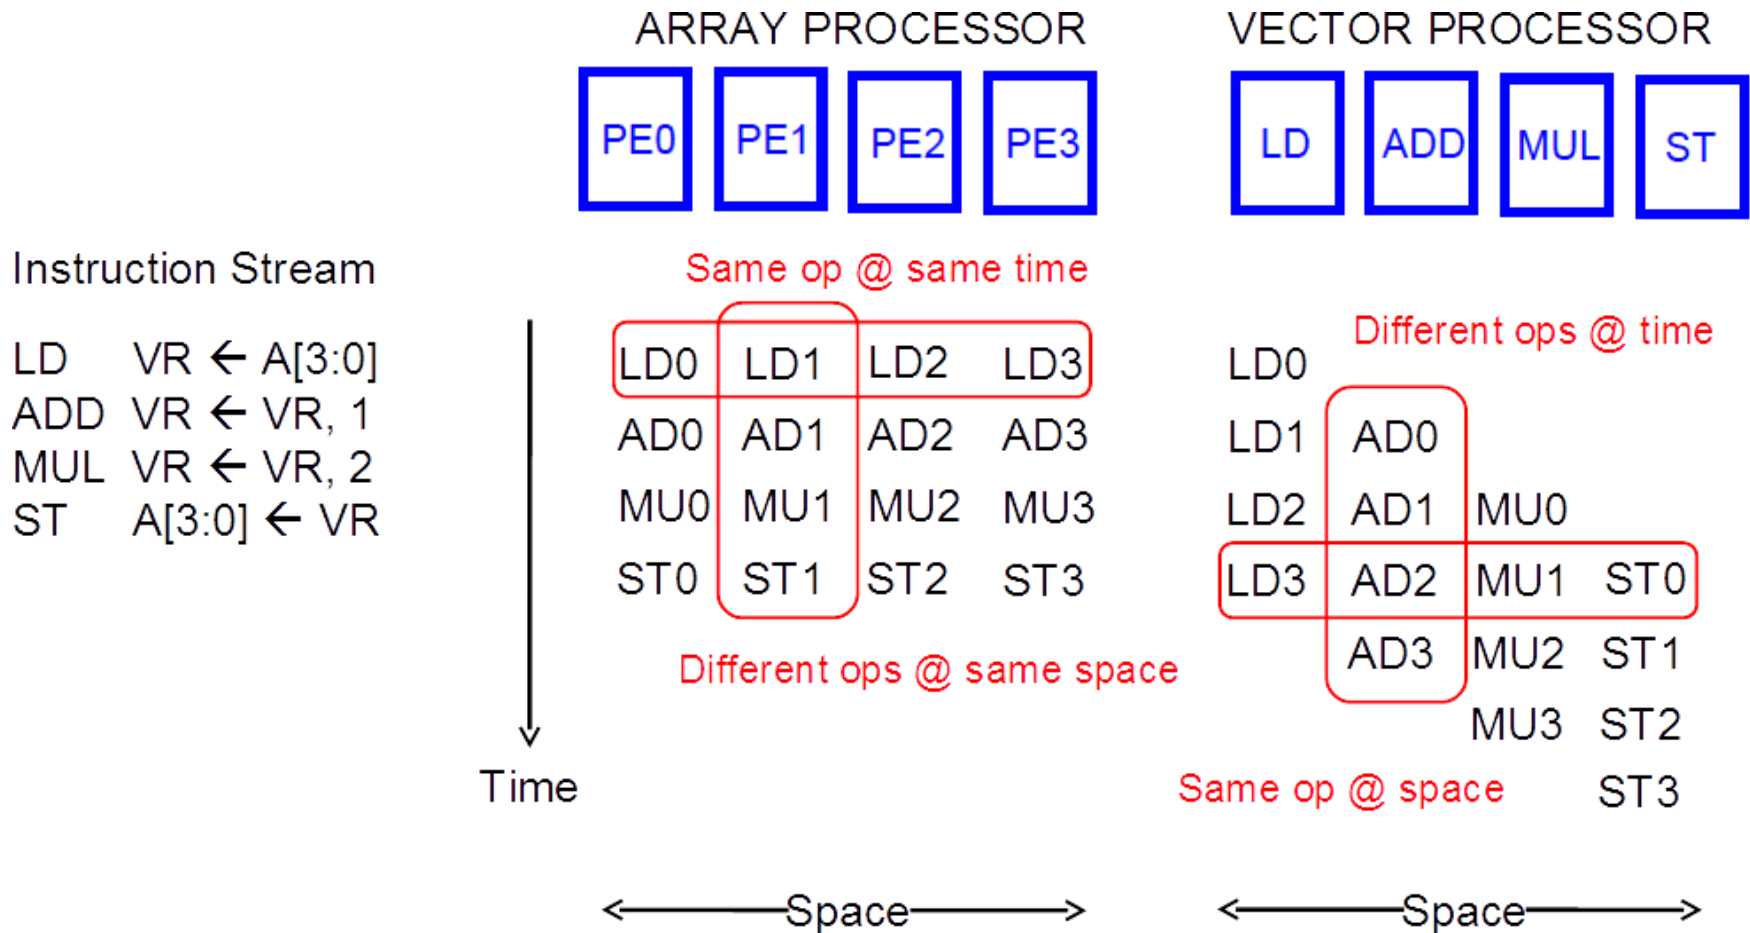 ARRAY PROCESSOR
VECTOR PROCESSOR
PE0 PE1 PE2 PE3
LD ADD MUL ST
Instruction Stream
LD VR ← A[3:0]
ADD VR ← VR, 1
MUL VR ← VR, 2
ST A[3:0] ← VR
Time
Same op @ same time
LD0 LD1 LD2 LD3
AD0 AD1 AD2 AD3
MU0 MU1 MU2 MU3
ST0 ST1 ST2 ST3
Different ops @ same space
Space
Different ops @ time
LD0
LD1 AD0
LD2 AD1 MU0
LD3 AD2 MU1 ST0
AD3 MU2 ST1
MU3 ST2
Same op @ space
ST3
Space